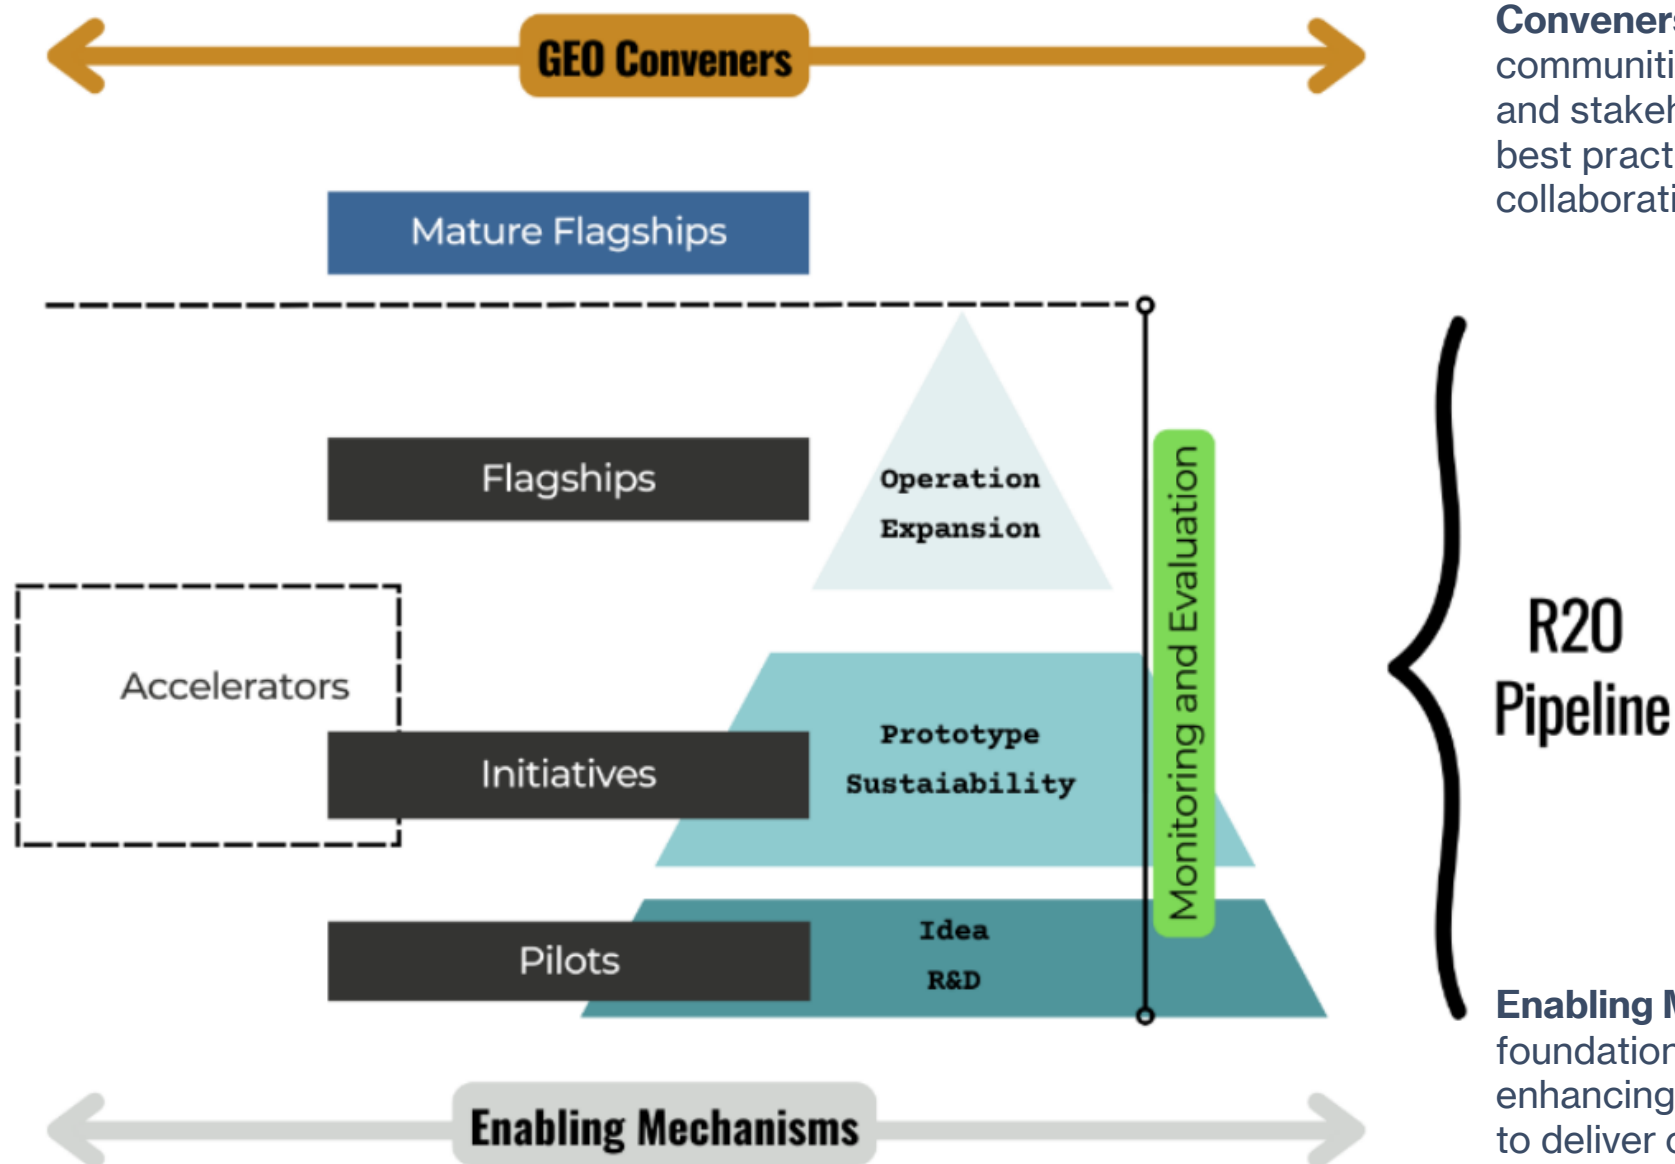 GEO Conveners
Mature Flagships
Flagships
Operation
Expansion
Accelerators
Initiatives
Prototype
Sustaiability
Pilots
Idea
R&D
Monitoring and Evaluation
Enabling Mechanisms
R2O
Pipeline
Conveners
communiti
and stakeh
best pract
collaborati
Enabling M
foundation
enhancing
to deliver